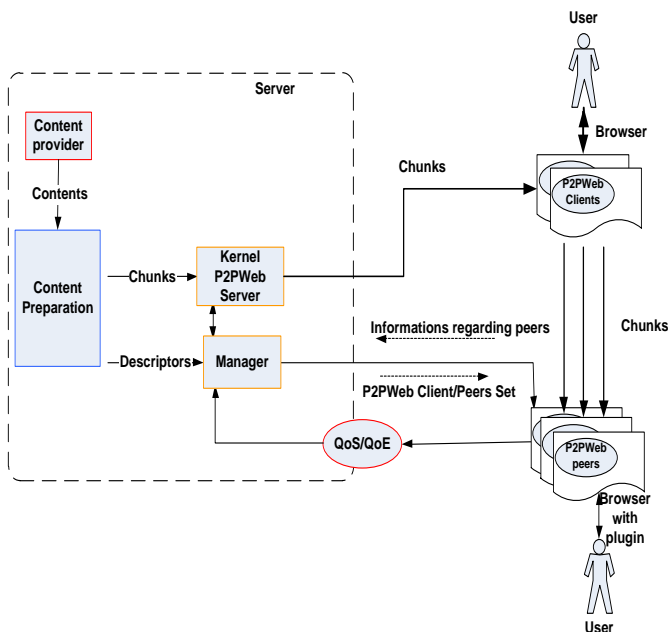 User
Server
Content
provider
Browser
Chunks
P2PWeb
Clients
Contents
Kernel
P2PWeb
Server
Content
Preparation
Chunks
Informations regarding peers
Chunks
Descriptors
Manager
P2PWeb Client/Peers Set
QoS/QoE
P2PWeb
peers
Browser
with
plugin
User